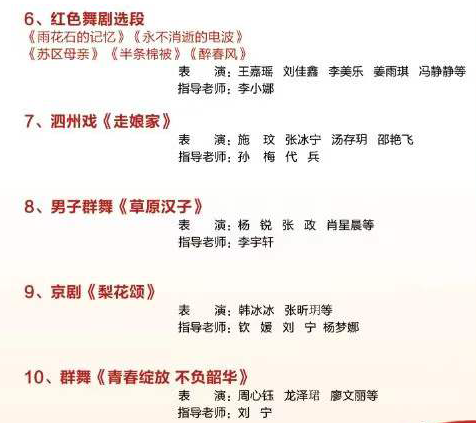 6、红色舞剧选段
《雨花石的记忆》《永不消逝的电波》
《苏区母亲》《半条棉被》《醉春风》
表 演：王嘉瑶 刘佳鑫 李美乐 姜雨琪 冯静静等
指导老师：李小娜
7、泗州戏《走娘家》
表 演：施 玟 张冰宁 汤存玥 邵艳飞
指导老师：孙 梅 代 兵
8、男子群舞《草原汉子》
表 演：杨 锐 张 政 肖星晨等
指导老师：李宇轩
9、京剧《梨花颂》
表 演：韩冰冰 张昕玥等
指导老师：钦 媛 刘 宁 杨梦娜
10、群舞《青春绽放 不负韶华》
表 演：周心钰 龙泽珺 廖文丽等
指导老师：刘 宁